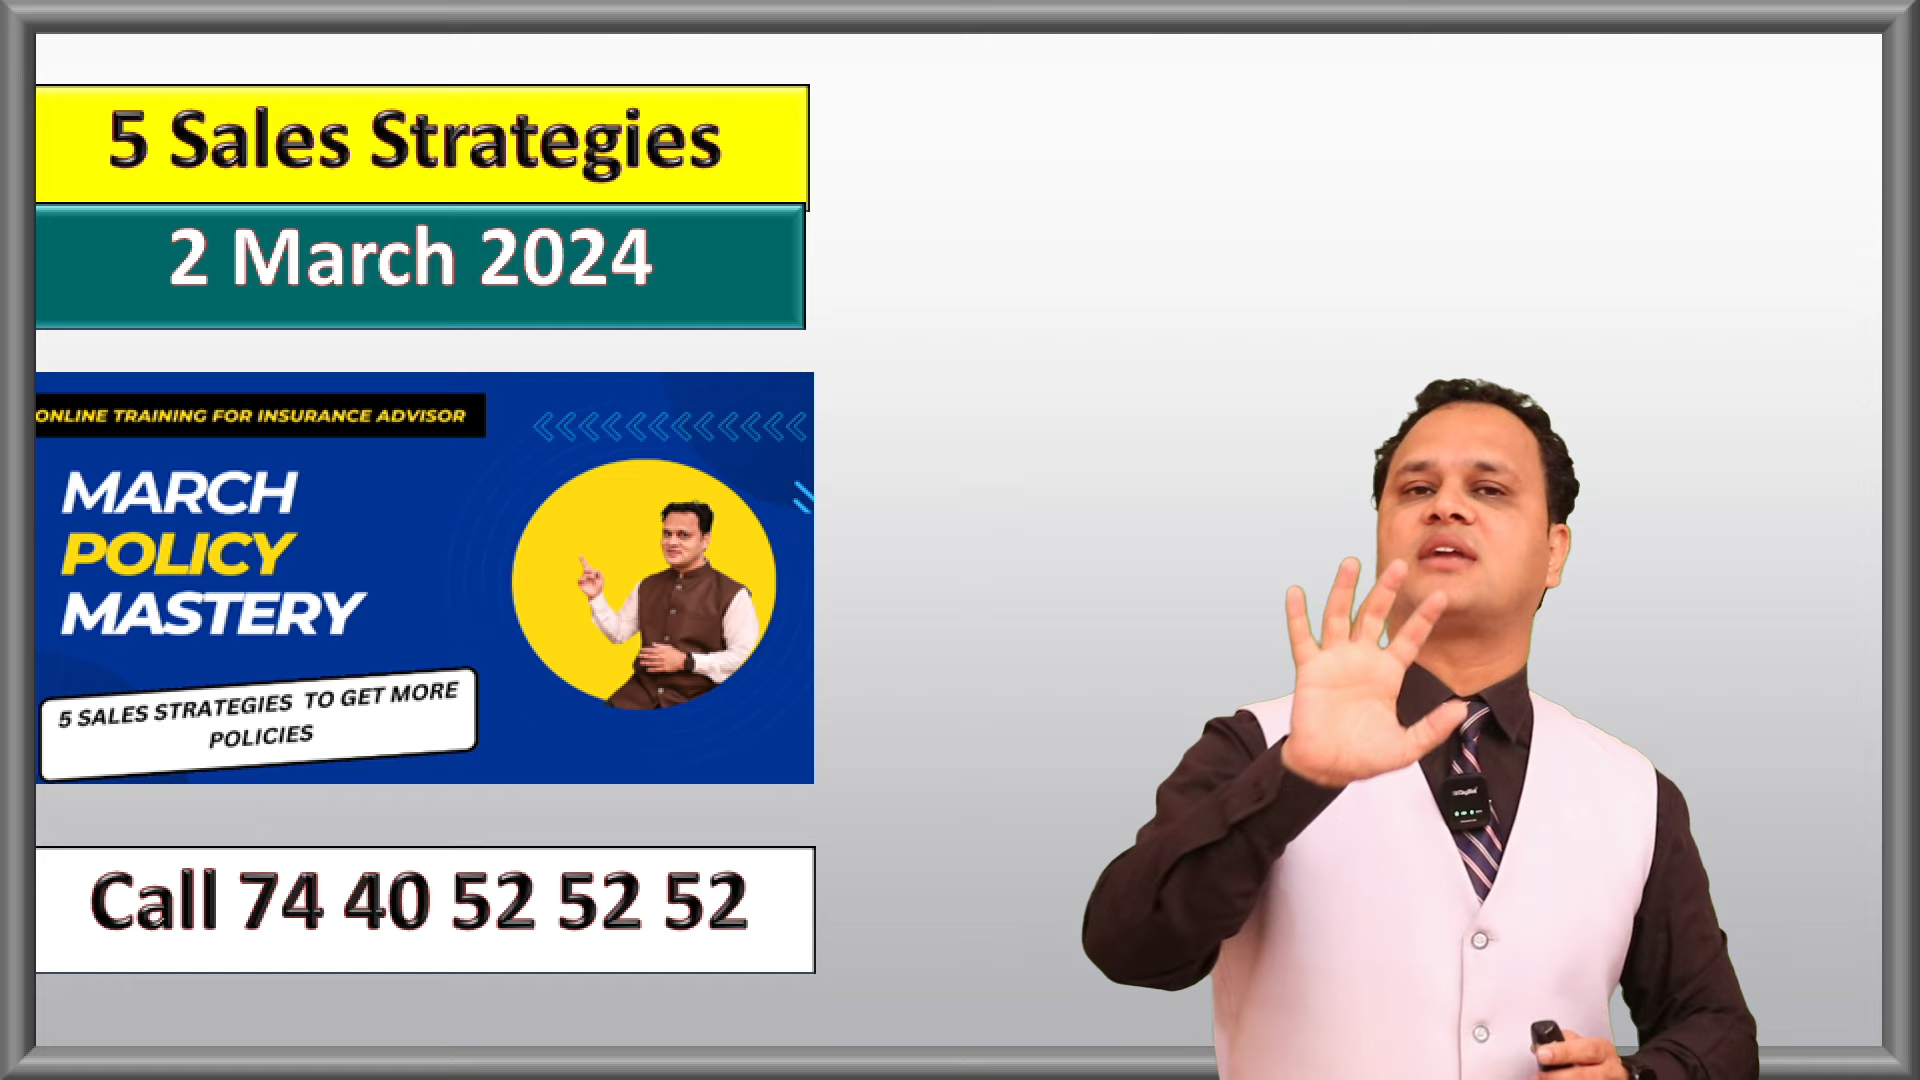 5 Sales Strategies
2 March 2024
ONLINE TRAINING FOR INSURANCE ADVISOR
MARCH
POLICY
MASTERY
5 SALES STRATEGIES TO GET MORE
POLICIES
Call 74 40 52 52 52